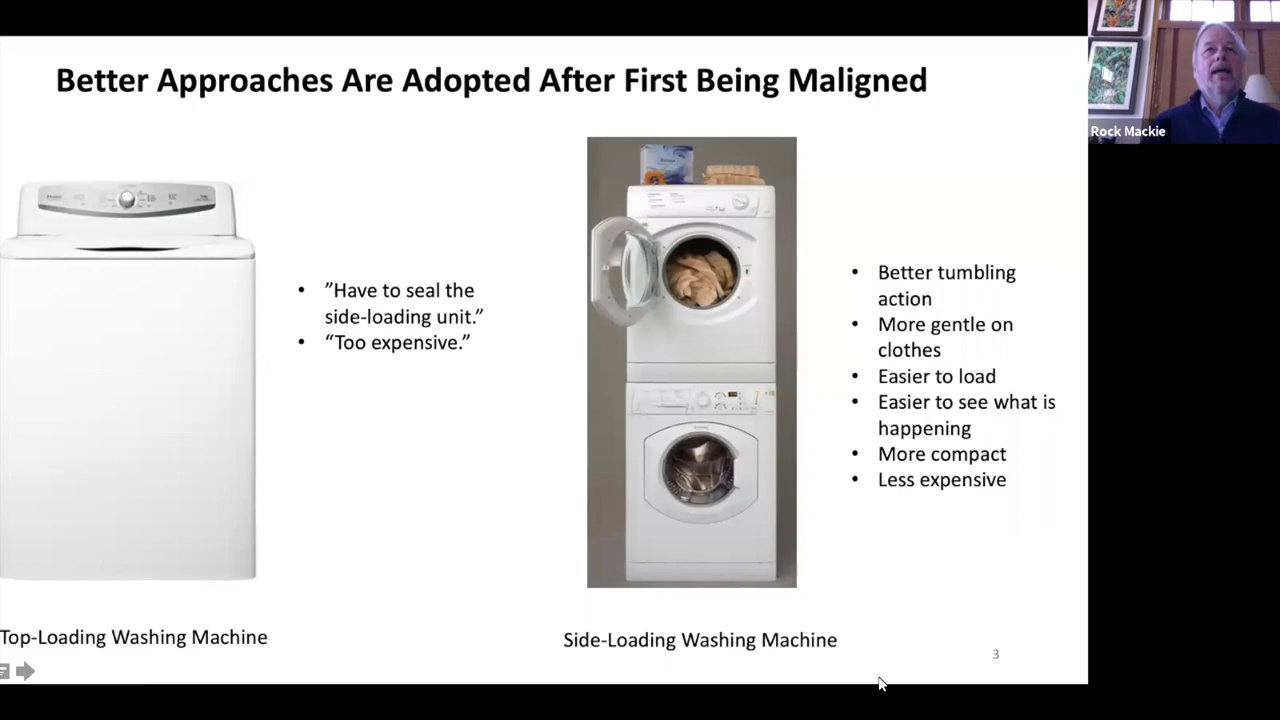 Better Approaches Are Adopted After First Being Maligned
Rock Mackie
”Have to seal the
side-loading unit.”
“Too expensive.”
Better tumbling
action
More gentle on
clothes
Easier to load
Easier to see what is
happening
More compact
Less expensive
Top-Loading Washing Machine
Side-Loading Washing Machine
3